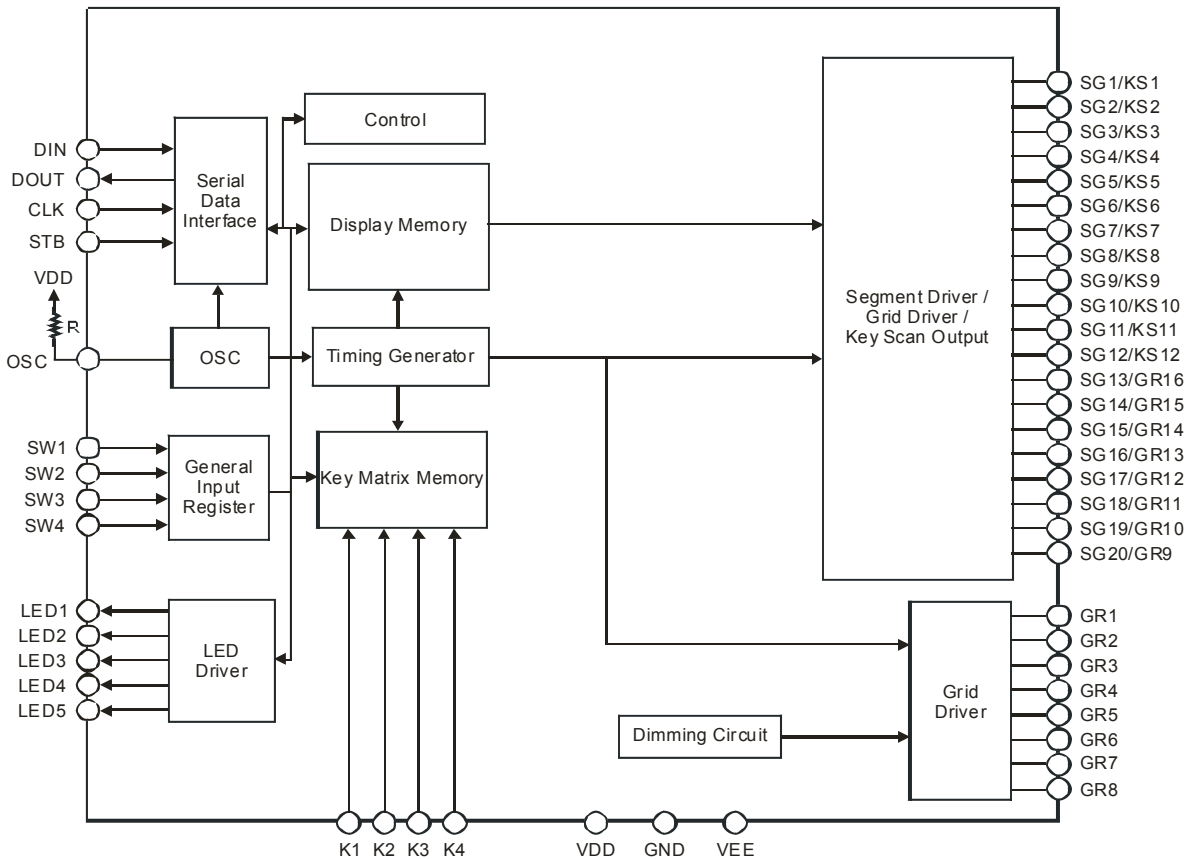 Control
DIN
DOUT
CLK
STB
Serial
Data
Interface
Display Memory
VDD
R
OSC
OSC
Timing Generator
SW1
SW2
SW3
SW4
General
Input
Register
Key Matrix Memory
LED1
LED2
LED3
LED4
LED5
LED
Driver
Segment Driver /
Grid Driver /
Key Scan Output
SG1/KS1
SG2/KS2
SG3/KS3
SG4/KS4
SG5/KS5
SG6/KS6
SG7/KS7
SG8/KS8
SG9/KS9
SG10/KS10
SG11/KS11
SG12/KS12
SG13/GR16
SG14/GR15
SG15/GR14
SG16/GR13
SG17/GR12
SG18/GR11
SG19/GR10
SG20/GR9
Dimming Circuit
Grid
Driver
GR1
GR2
GR3
GR4
GR5
GR6
GR7
GR8
K1 K2 K3 K4 VDD GND VEE